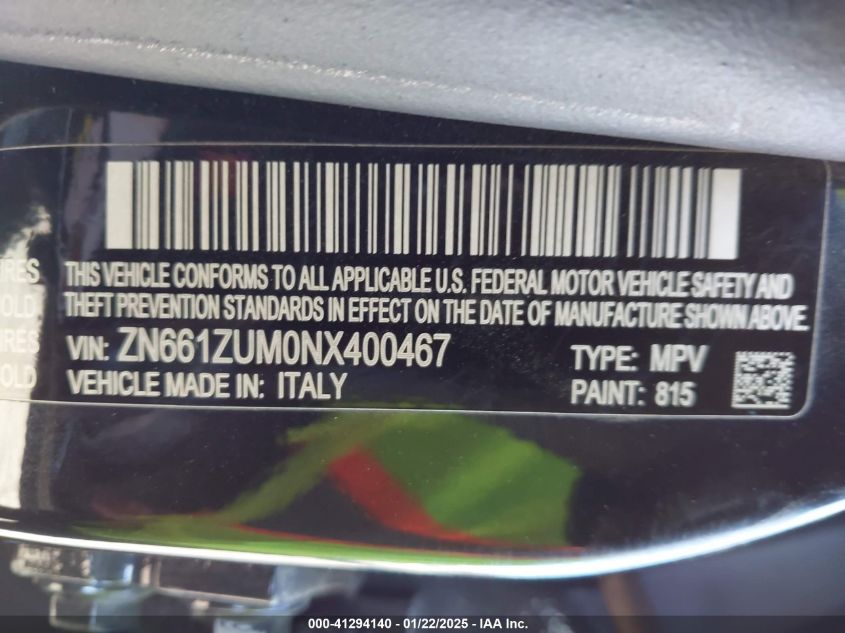 THIS VEHICLE CONFORMS TO ALL APPLICABLE U.S. FEDERAL MOTOR VEHICLE SAFETY AND
THEFT PREVENTION STANDARDS IN EFFECT ON THE DATE OF MANUFACTURE SHOWN ABOVE.
VIN: ZN661ZUM0NX400467
VEHICLE MADE IN: ITALY
TYPE: MPV
PAINT: 815
000-41294140 - 01/22/2025 - IAA Inc.